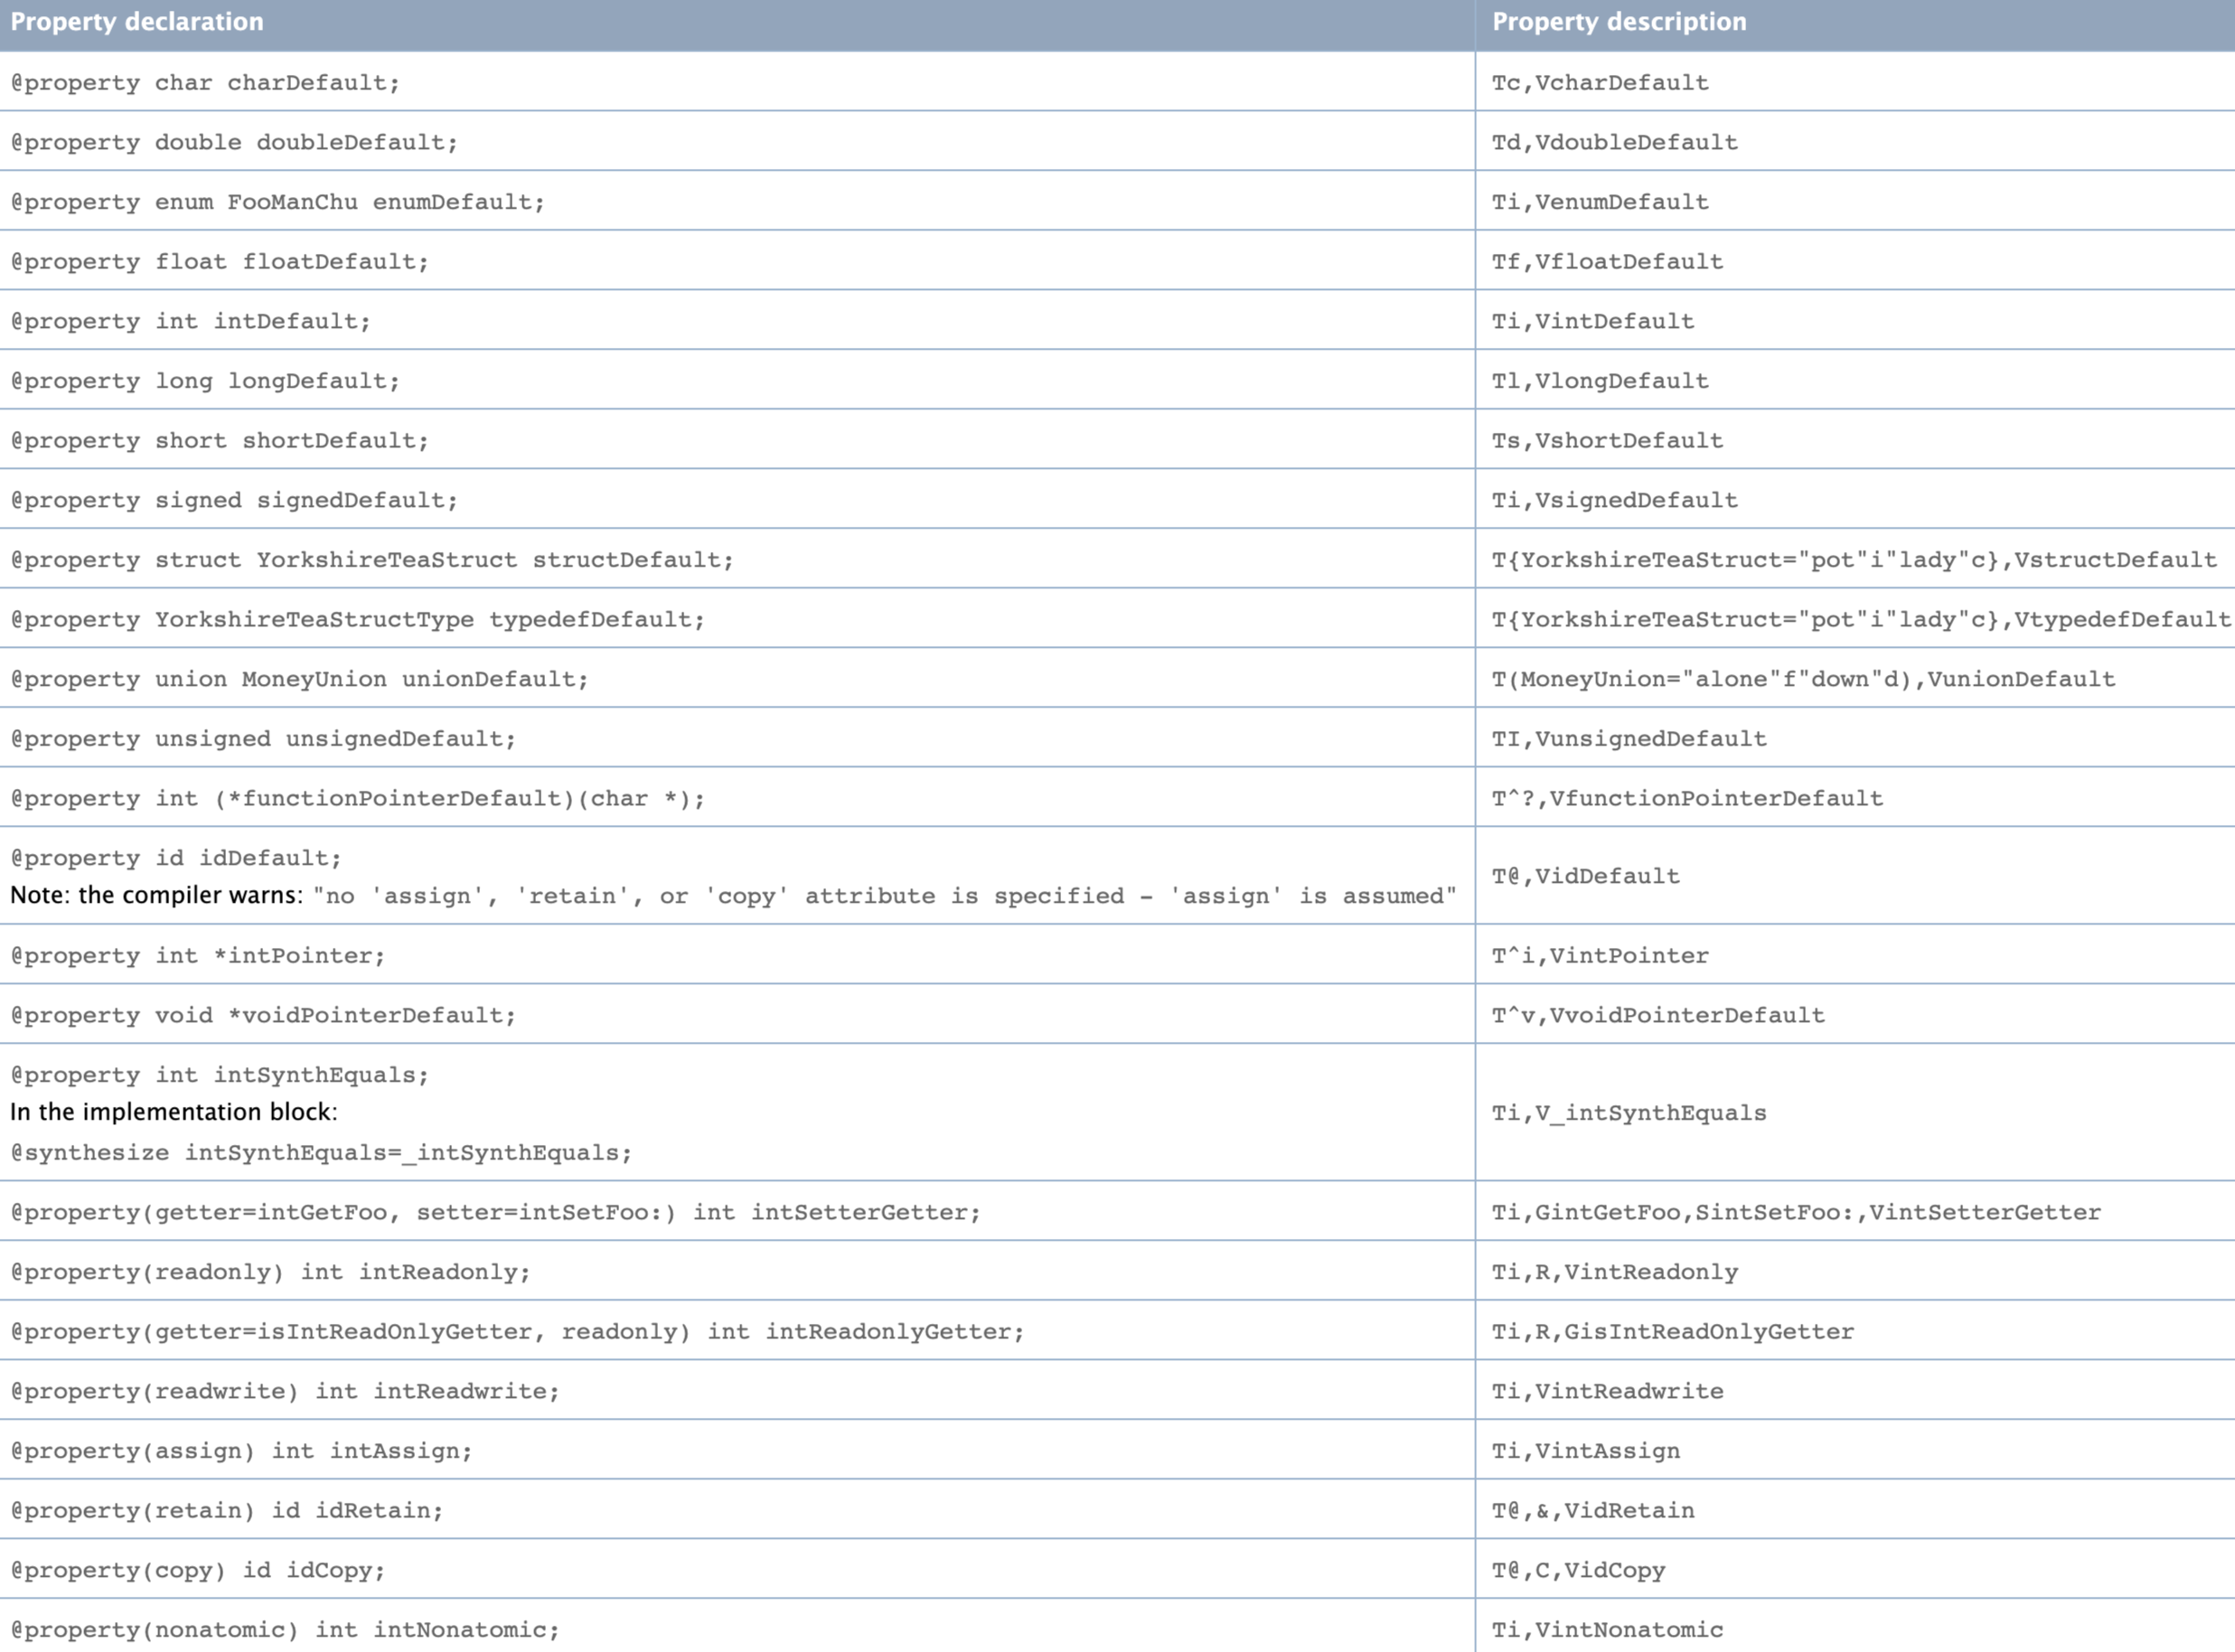 Property declaration Property description
@property char charDefault; Tc,VcharDefault
@property double doubleDefault; Td,VdoubleDefault
@property enum FooManChu enumDefault; Ti,VenumDefault
@property float floatDefault; Tf,VfloatDefault
@property int intDefault; Ti,VintDefault
@property long longDefault; Tl,VlongDefault
@property short shortDefault; Ts,VshortDefault
@property signed signedDefault; Ti,VsignedDefault
@property struct YorkshireTeaStruct structDefault; T{YorkshireTeaStruct="pot"i"lady"c},VstructDefault
@property YorkshireTeaStructType typedefDefault; T{YorkshireTeaStruct="pot"i"lady"c},VtypedefDefault
@property union MoneyUnion unionDefault; T(MoneyUnion="alone"f"down"d),VunionDefault
@property unsigned unsignedDefault; TI,VunsignedDefault
@property int (*functionPointerDefault)(char *); T^?,VfunctionPointerDefault
@property id idDefault;
Note: the compiler warns: "no 'assign', 'retain', or 'copy' attribute is specified - 'assign' is assumed"
T@,VidDefault
@property int *intPointer; T^i,VintPointer
@property void *voidPointerDefault; T^v,VvoidPointerDefault
@property int intSynthEquals;
In the implementation block:
@synthesize intSynthEquals=_intSynthEquals;
Ti,V_intSynthEquals
@property(getter=intGetFoo, setter=intSetFoo:) int intSetterGetter; Ti,GintGetFoo,SintSetFoo:,VintSetterGetter
@property(readonly) int intReadonly; Ti,R,VintReadonly
@property(getter=isIntReadOnlyGetter, readonly) int intReadonlyGetter; Ti,R,GisIntReadOnlyGetter
@property(readwrite) int intReadwrite; Ti,VintReadwrite
@property(assign) int intAssign; Ti,VintAssign
@property(retain) id idRetain; T@,&,VidRetain
@property(copy) id idCopy; T@,C,VidCopy
@property(nonatomic) int intNonatomic; Ti,VintNonatomic